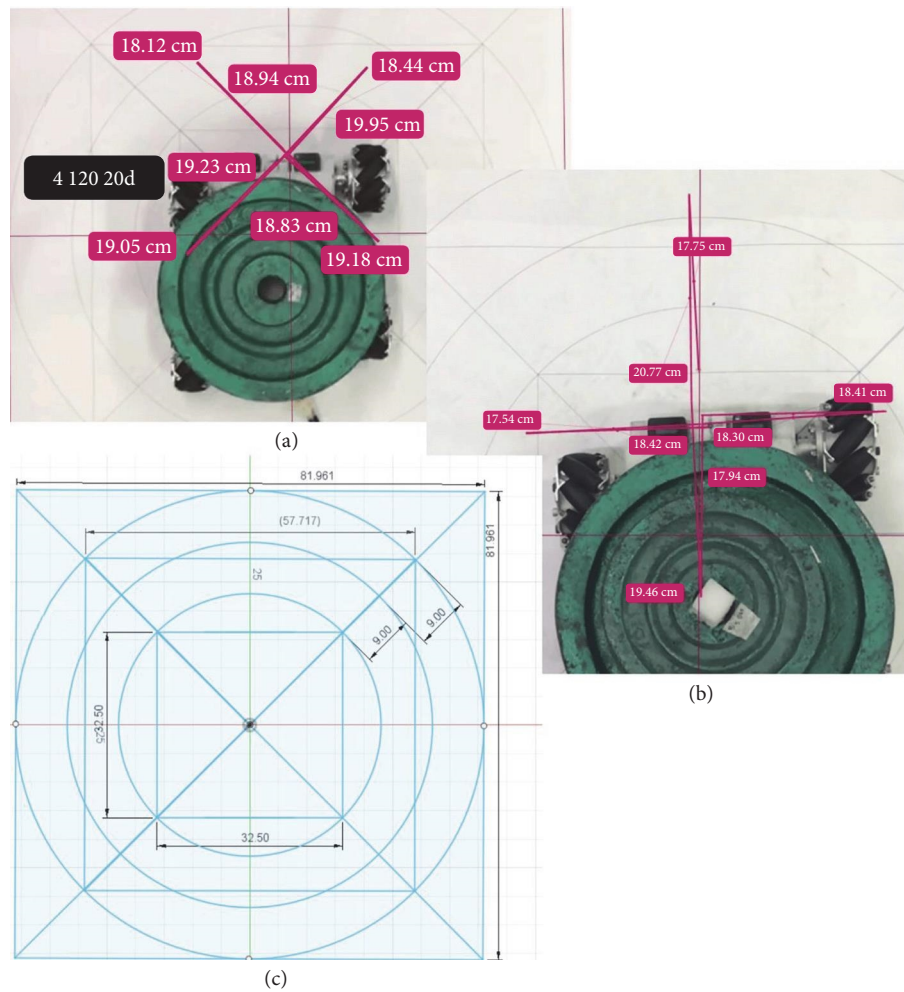 18.12 cm
18.94 cm
18.44 cm
19.95 cm
19.23 cm
4 120 20d
18.83 cm
19.05 cm
19.18 cm
(a)
17.75 cm
20.77 cm
18.41 cm
17.54 cm
18.42 cm
18.30 cm
17.94 cm
19.46 cm
(b)
81.961
(57.717)
81.961
25
9.00
9.00
32.50
25
32.50
(c)